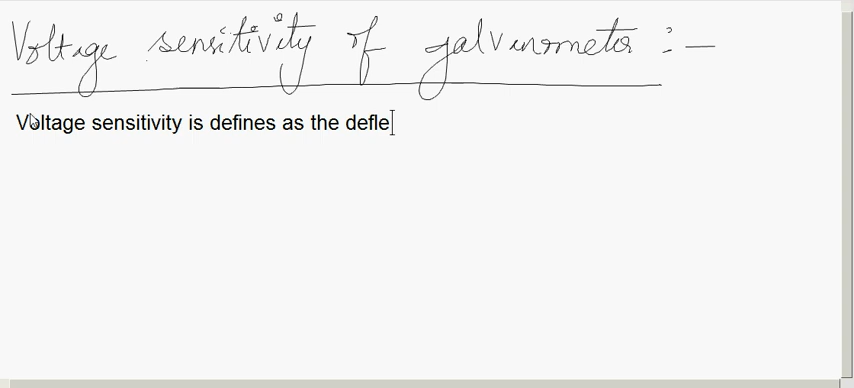 Voltage sensitivity of galvanometer :-
Voltage sensitivity is defines as the defle